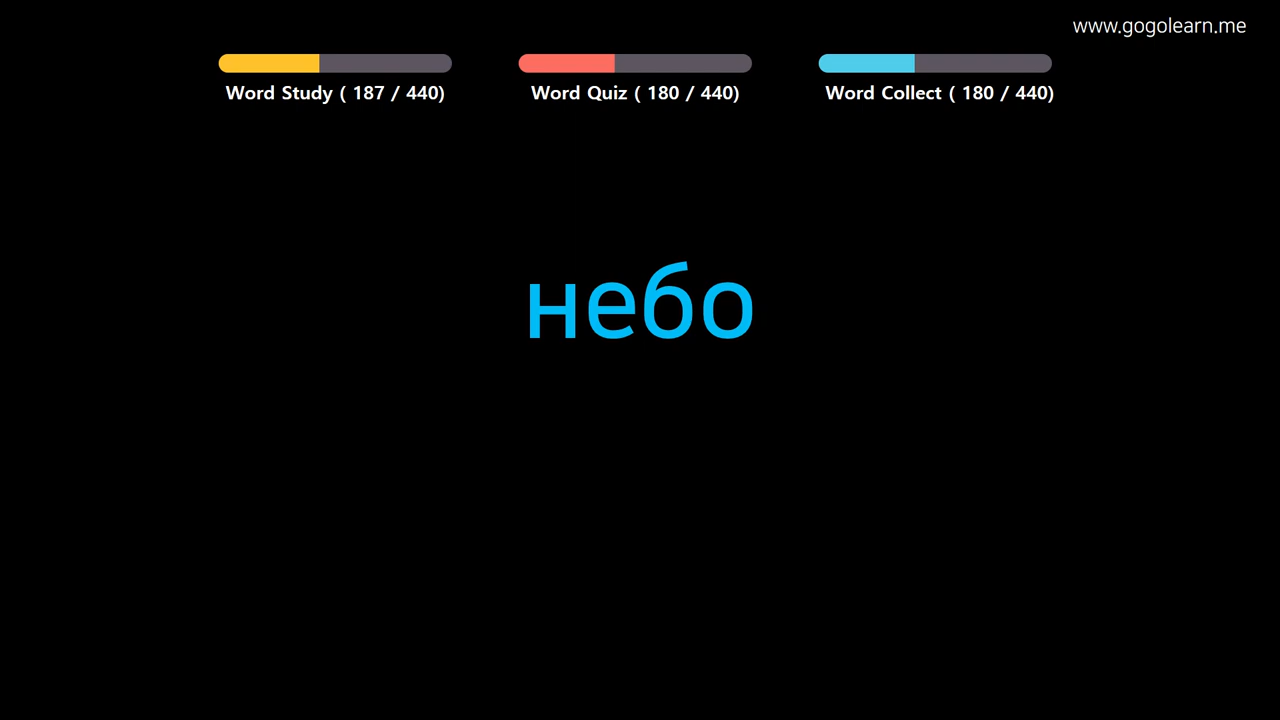 www.gogolearn.me
Word Study ( 187 / 440)
Word Quiz ( 180 / 440)
Word Collect ( 180 / 440)
небо